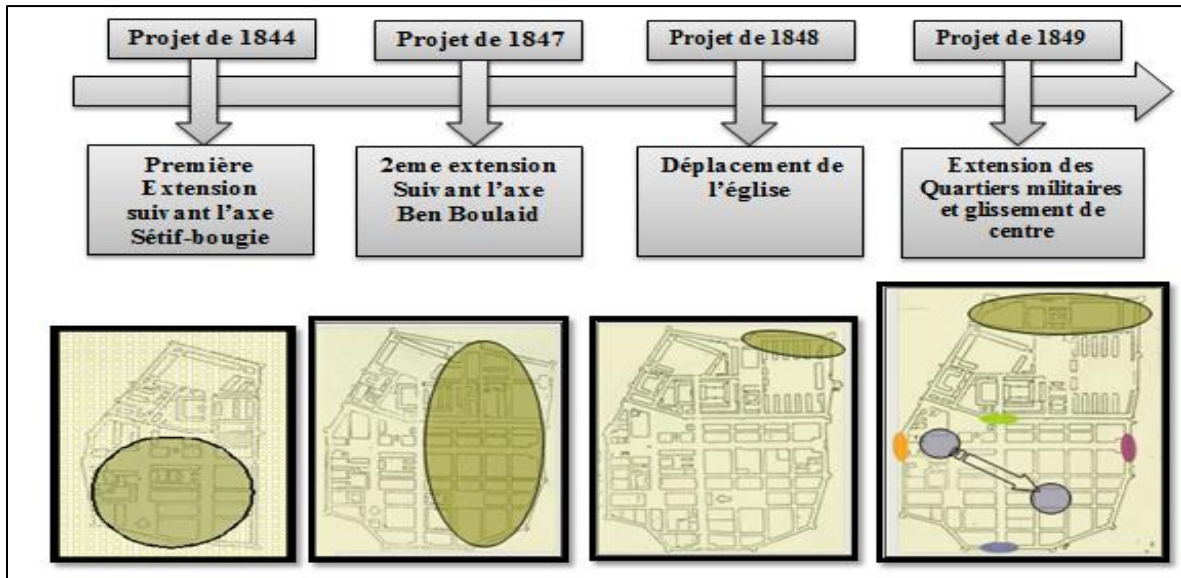 Projet de 1844
Projet de 1847
Projet de 1848
Projet de 1849
Première
Extension
suivant l'axe
Sétif-bougie
2eme extension
Suivant l'axe
Ben Boulaid
Déplacement de
l'église
Extension des
Quartiers militaires
et glissement de
centre